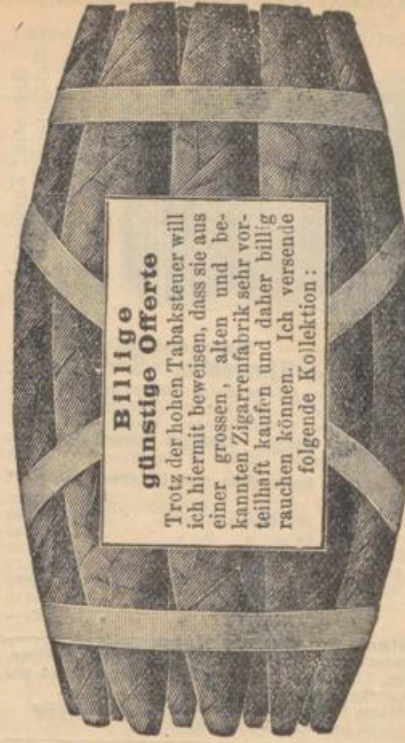 Billige
günstige Offerte
Trotz der hohen Tabaksteuer will
ich hiermit beweisen, dass sie aus
einer grossen, alten und be-
kannten Zigarrenfabrik sehr vor-
teilhaft kaufen und daher billig
rauchen können. Ich versende
folgende Kollektion: